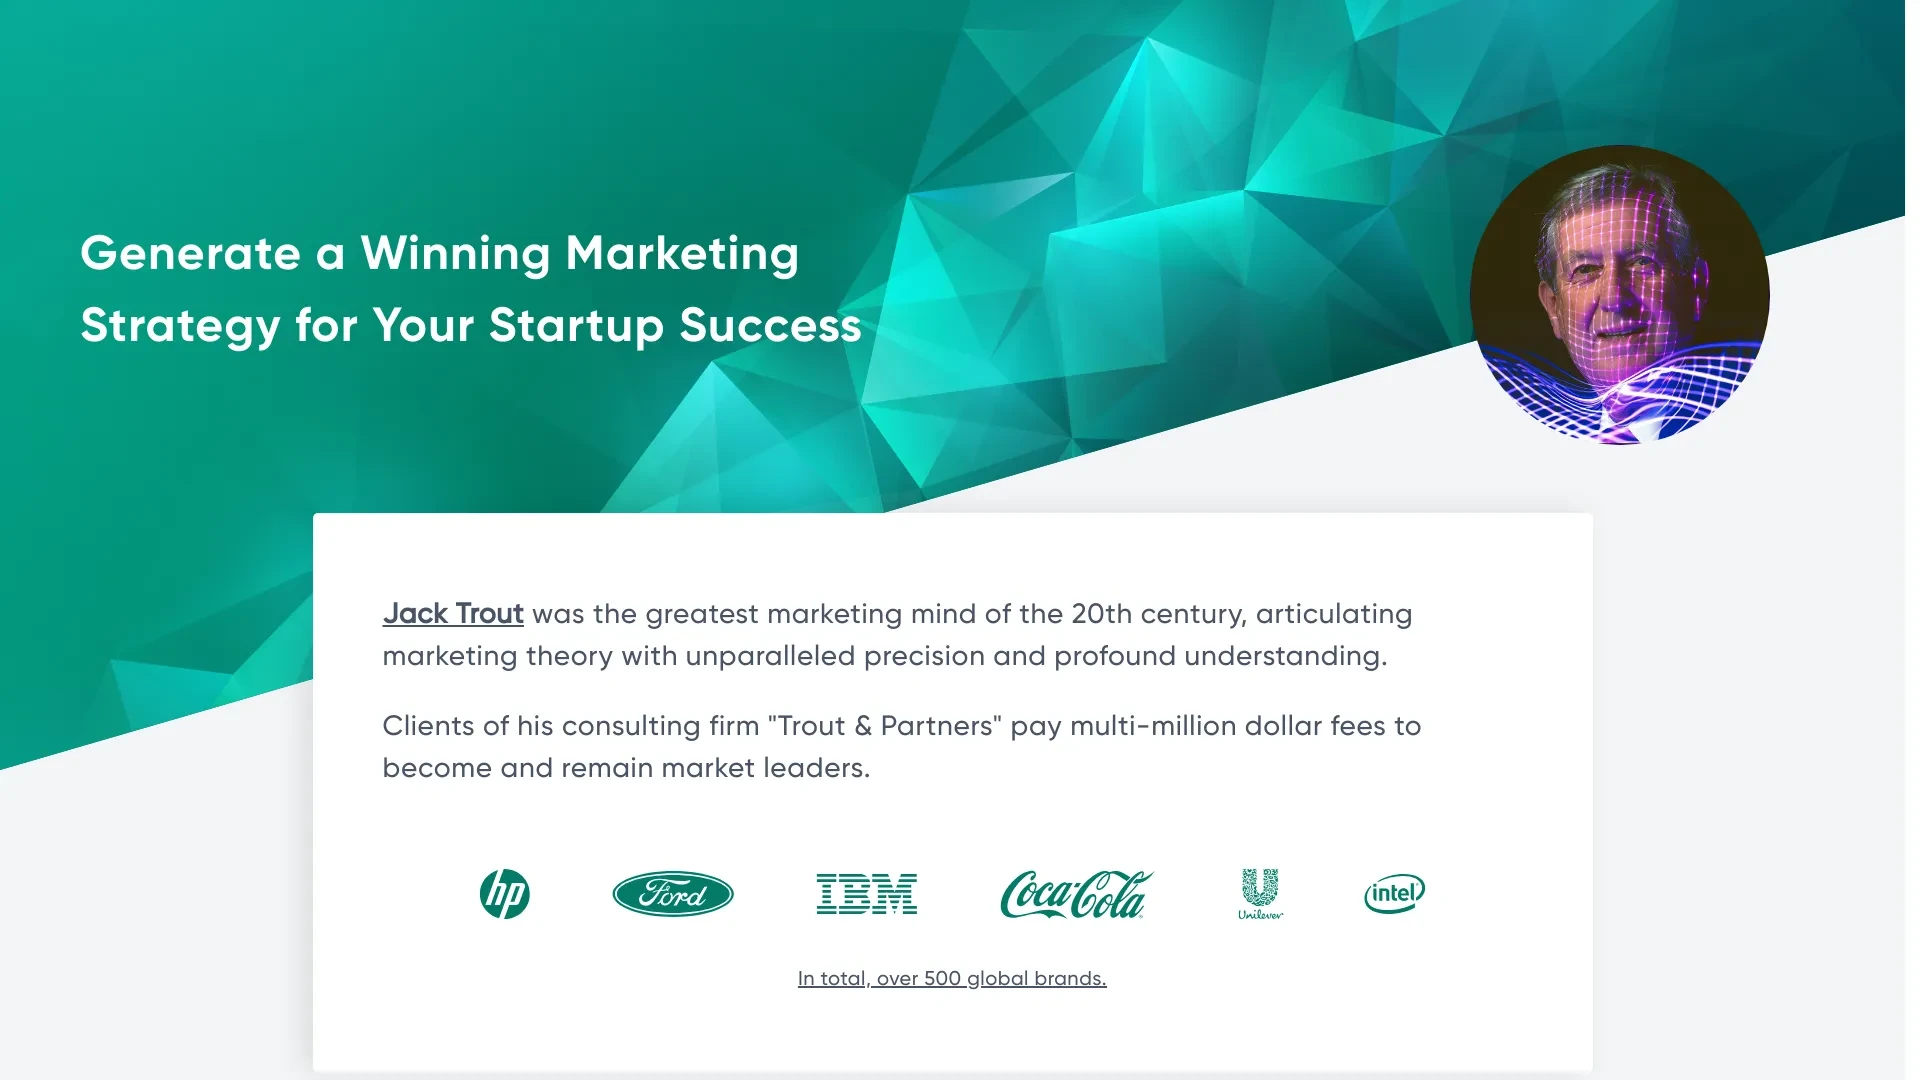 Generate a Winning Marketing
Strategy for Your Startup Success
Jack Trout was the greatest marketing mind of the 20th century, articulating
marketing theory with unparalleled precision and profound understanding.
Clients of his consulting firm "Trout & Partners" pay multi-million dollar fees to
become and remain market leaders.
hp Ford IBM Coca-Cola Unilever intel
In total, over 500 global brands.